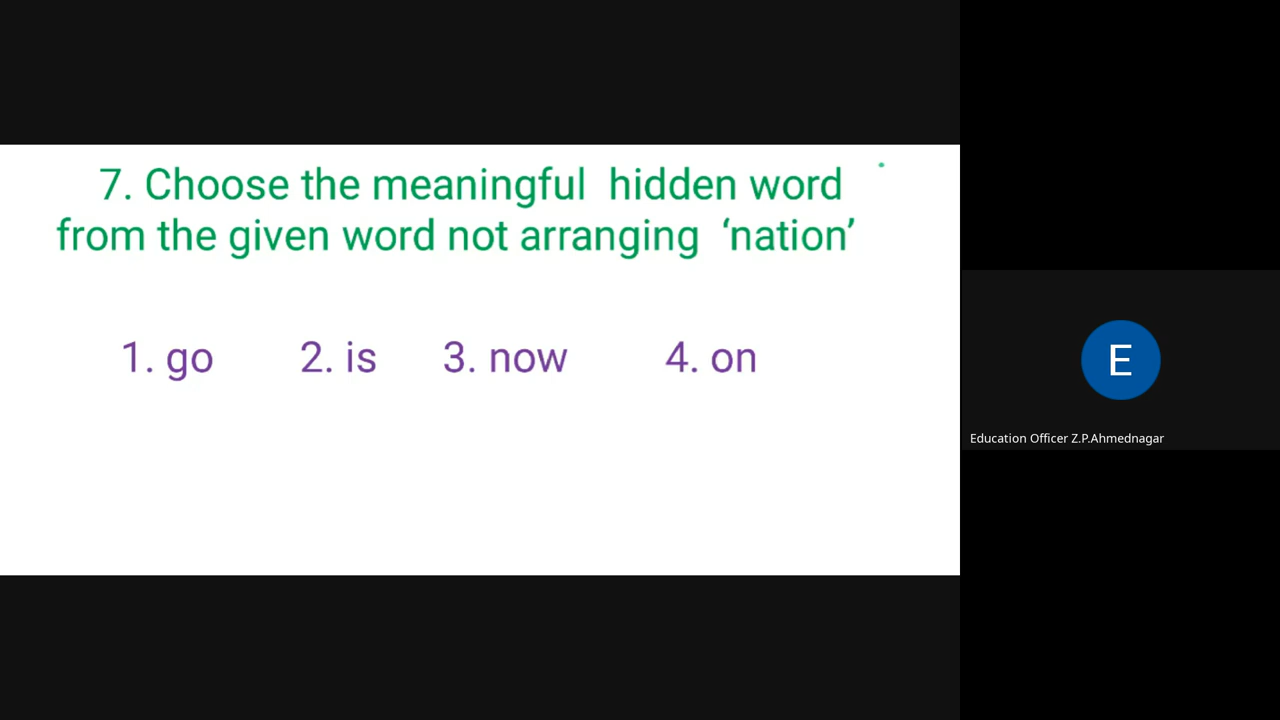 7. Choose the meaningful hidden word
from the given word not arranging ‘nation’
1. go 2. is 3. now 4. on
E
Education Officer Z.P.Ahmednagar